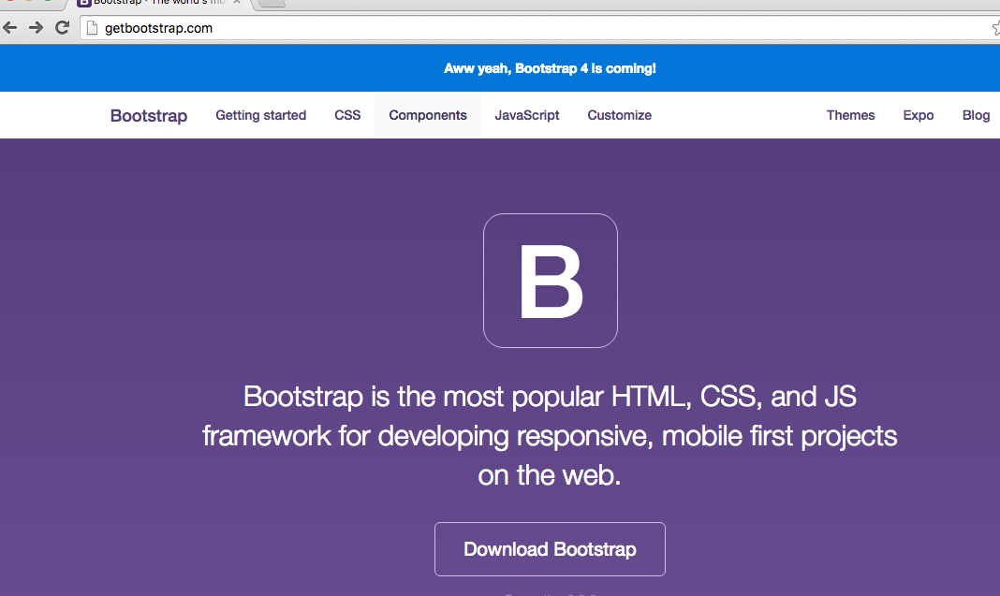 Bootstrap · The world's mo
getbootstrap.com
Aww yeah, Bootstrap 4 is coming!
Bootstrap Getting started CSS Components JavaScript Customize Themes Expo Blog
B
Bootstrap is the most popular HTML, CSS, and JS
framework for developing responsive, mobile first projects
on the web.
Download Bootstrap